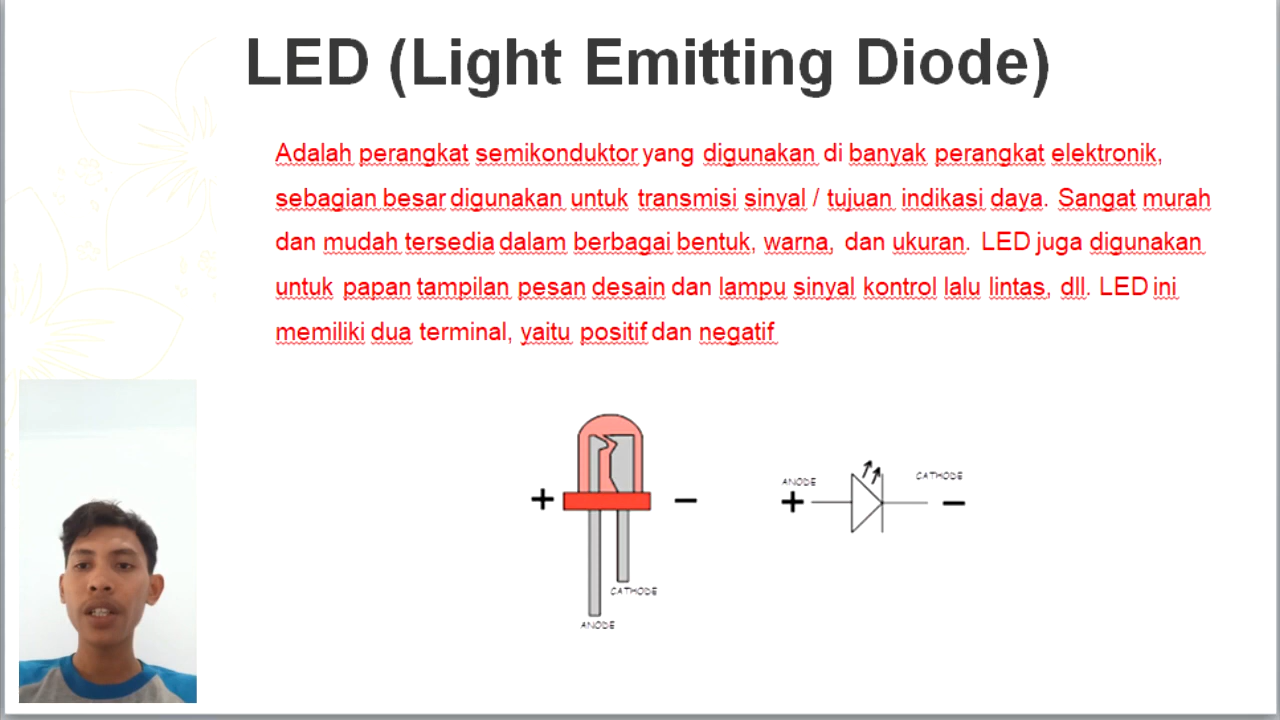 LED (Light Emitting Diode)
Adalah perangkat semikonduktor yang digunakan di banyak perangkat elektronik,
sebagian besar digunakan untuk transmisi sinyal / tujuan indikasi daya. Sangat murah
dan mudah tersedia dalam berbagai bentuk, warna, dan ukuran. LED juga digunakan
untuk papan tampilan pesan desain dan lampu sinyal kontrol lalu lintas, dll. LED ini
memiliki dua terminal, yaitu positif dan negatif
+ −
CATHODE
ANODE
ANODE CATHODE
+ −